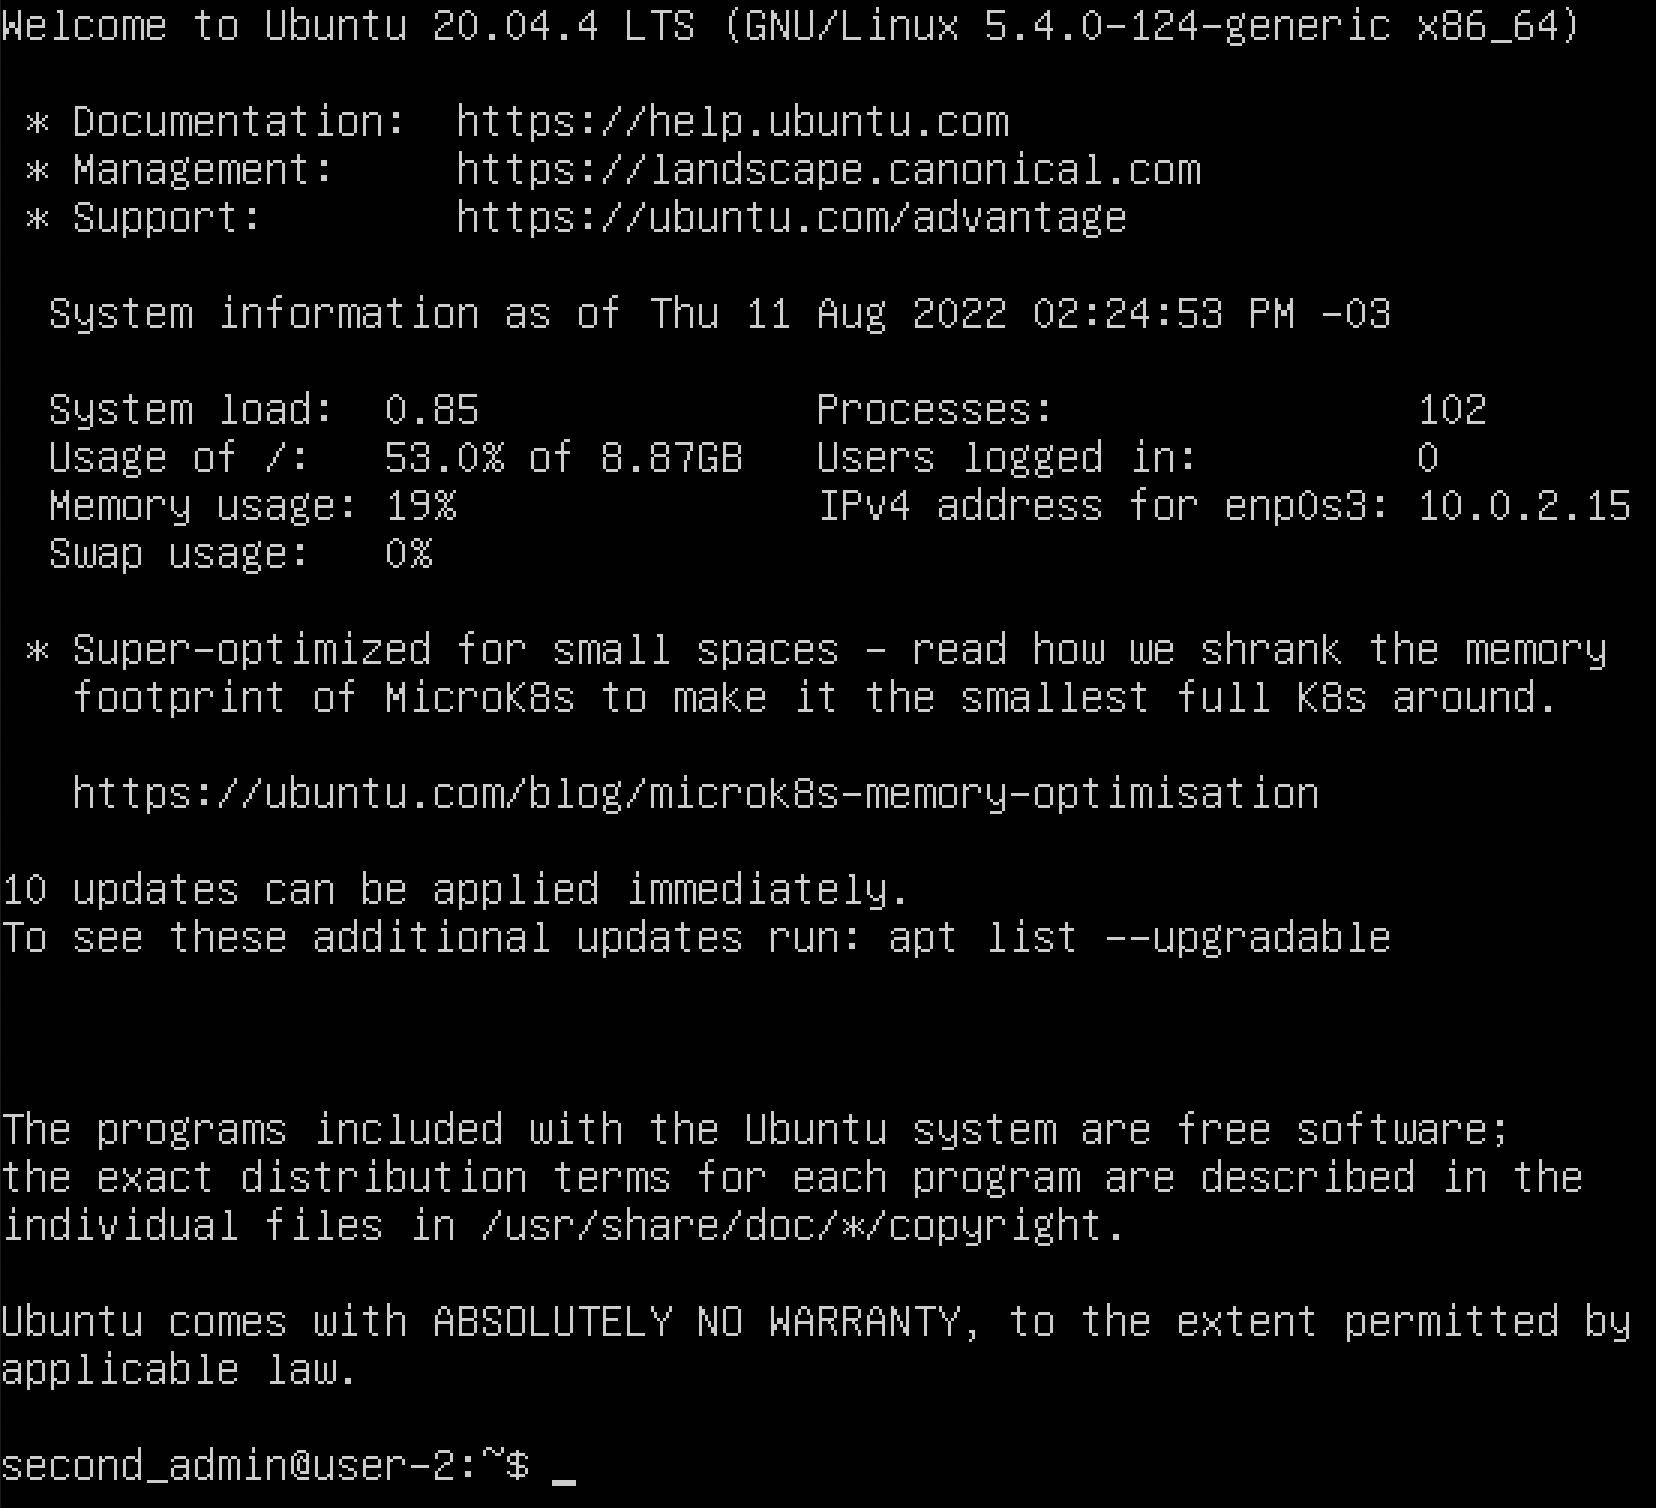 Welcome to Ubuntu 20.04.4 LTS (GNU/Linux 5.4.0-124-generic x86_64)
* Documentation: https://help.ubuntu.com
* Management: https://landscape.canonical.com
* Support: https://ubuntu.com/advantage
System information as of Thu 11 Aug 2022 02:24:53 PM -03
System load: 0.85 Processes: 102
Usage of /: 53.0% of 8.87GB Users logged in: 0
Memory usage: 19% IPv4 address for enp0s3: 10.0.2.15
Swap usage: 0%
* Super-optimized for small spaces - read how we shrank the memory
footprint of MicroK8s to make it the smallest full K8s around.
https://ubuntu.com/blog/microk8s-memory-optimisation
10 updates can be applied immediately.
To see these additional updates run: apt list --upgradable
The programs included with the Ubuntu system are free software;
the exact distribution terms for each program are described in the
individual files in /usr/share/doc/*/copyright.
Ubuntu comes with ABSOLUTELY NO WARRANTY, to the extent permitted by
applicable law.
second_admin@user-2:~$ _